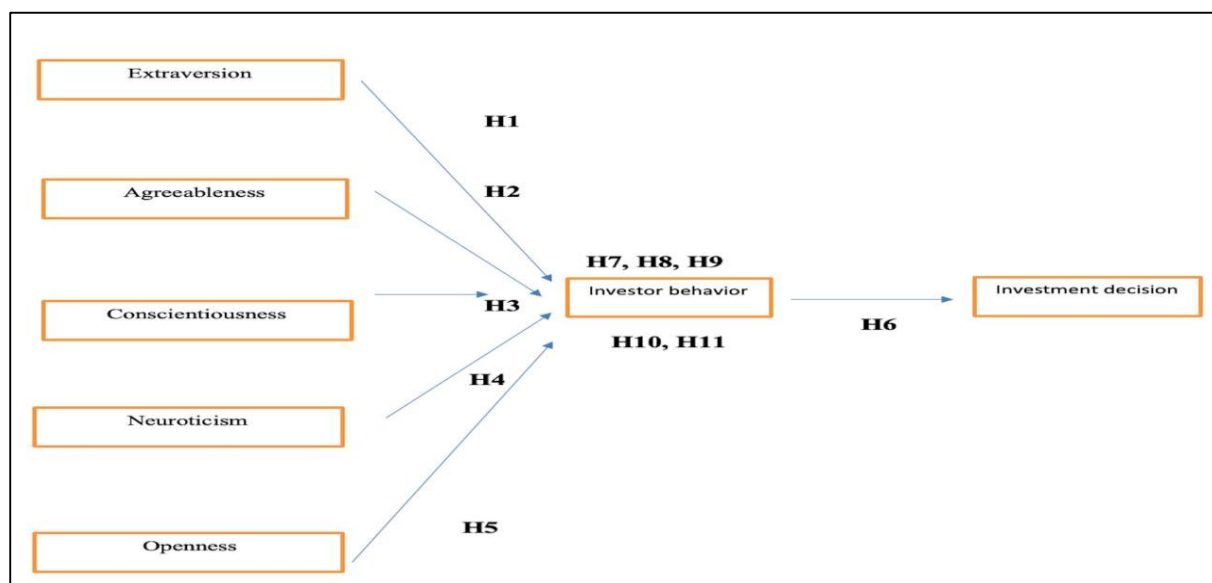 Extraversion
H1
Agreeableness
H2
H7, H8, H9
Investor behavior
Investment decision
Conscientiousness
H3
H6
H10, H11
H4
Neuroticism
H5
Openness